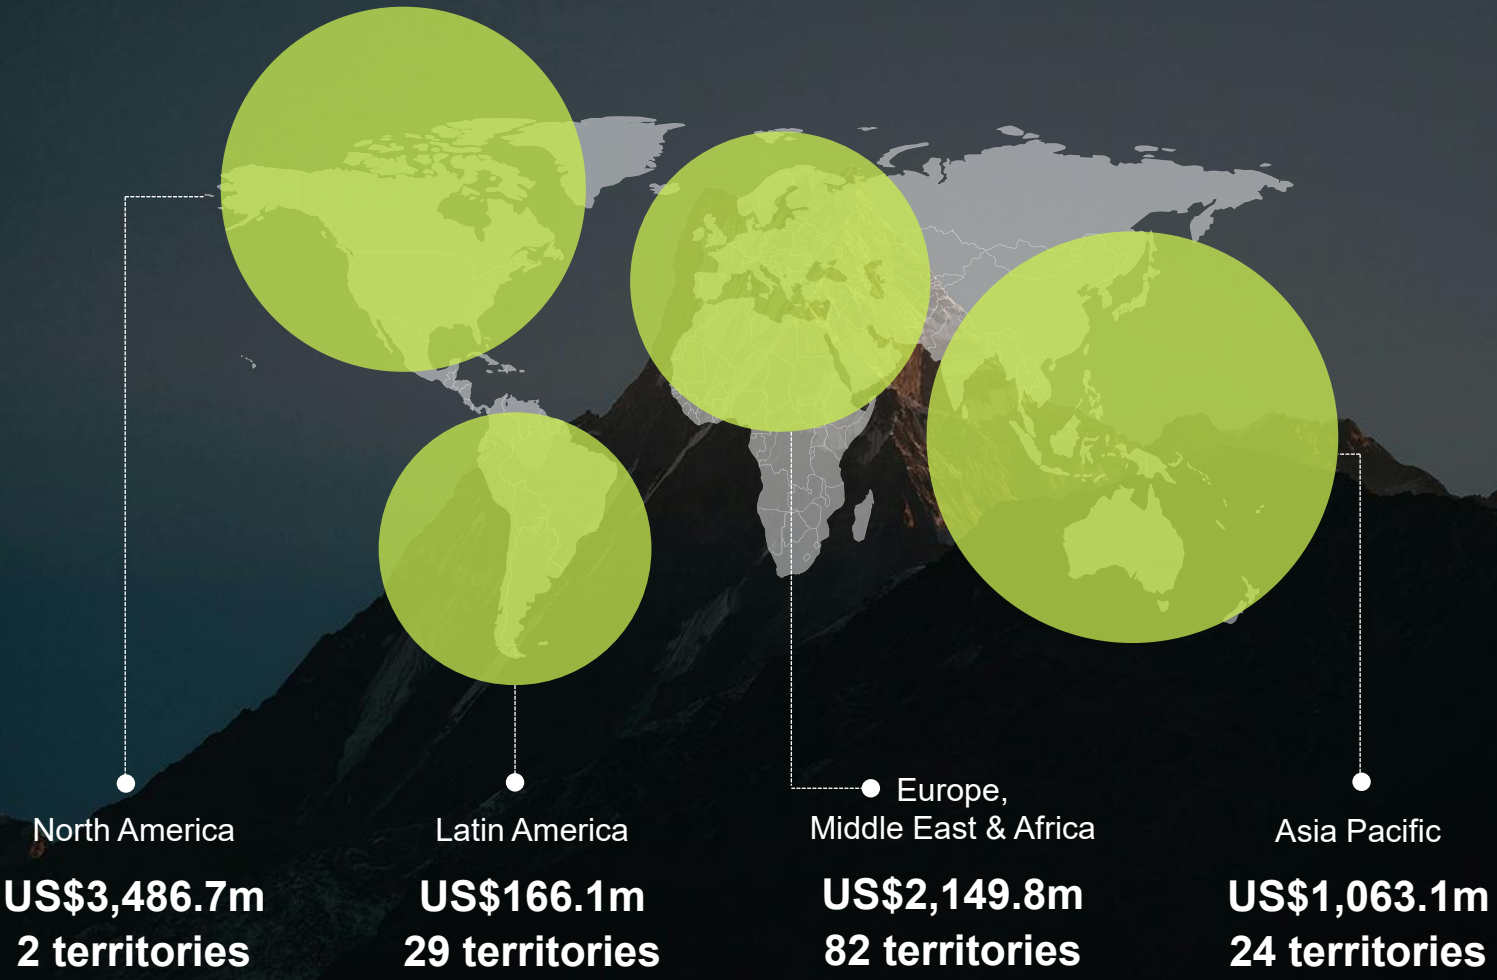 North America
US$3,486.7m
2 territories
Latin America
US$166.1m
29 territories
Europe,
Middle East & Africa
US$2,149.8m
82 territories
Asia Pacific
US$1,063.1m
24 territories